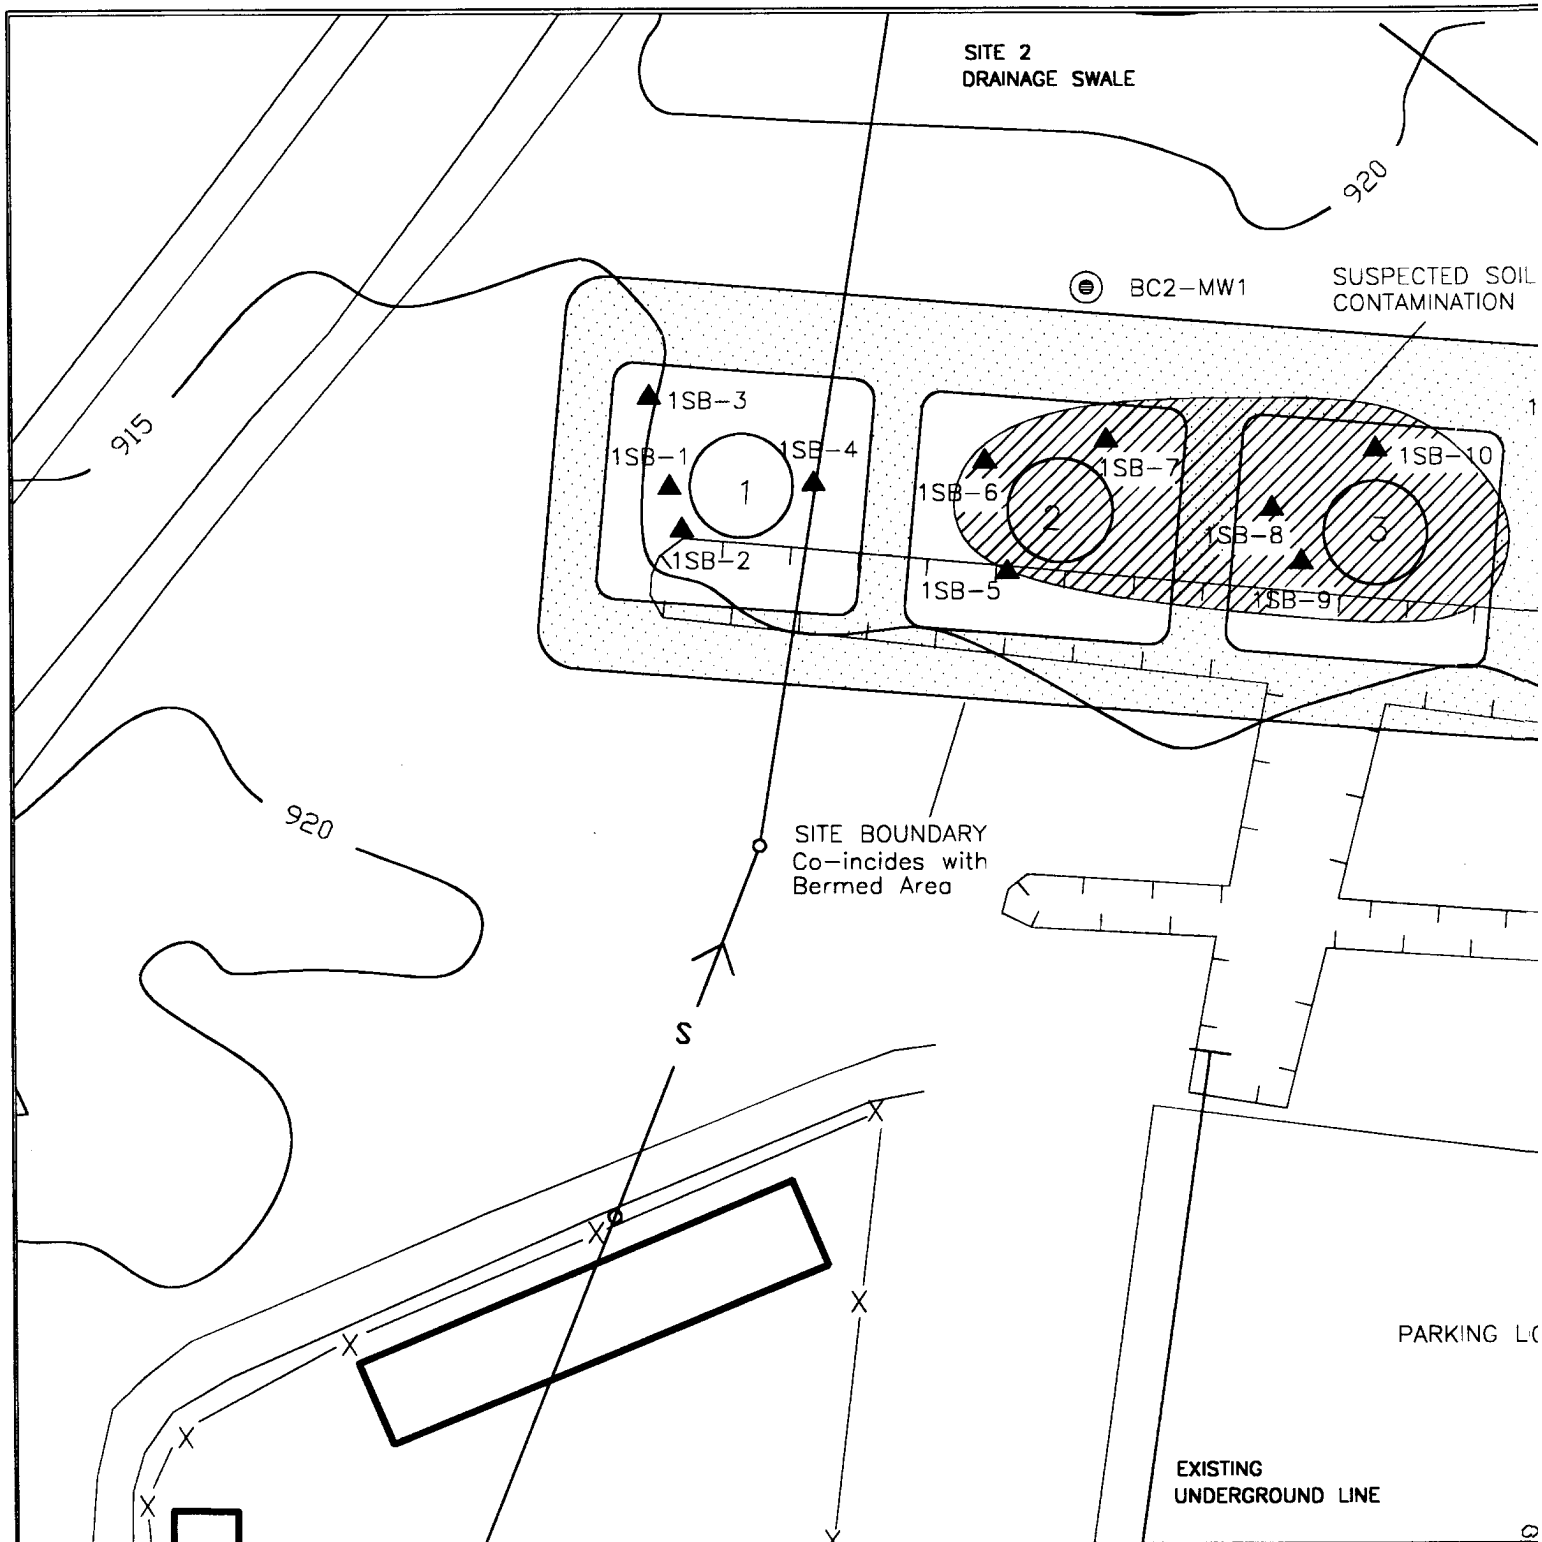 SITE 2
DRAINAGE SWALE
920
BC2-MW1
SUSPECTED SOIL
CONTAMINATION
915
1SB-3
1SB-1
1SB-4
1
1SB-2
1SB-6
1SB-7
2
1SB-5
1SB-10
1SB-8
3
1SB-9
920
SITE BOUNDARY
Co-incides with
Bermed Area
S
PARKING
EXISTING
UNDERGROUND LINE